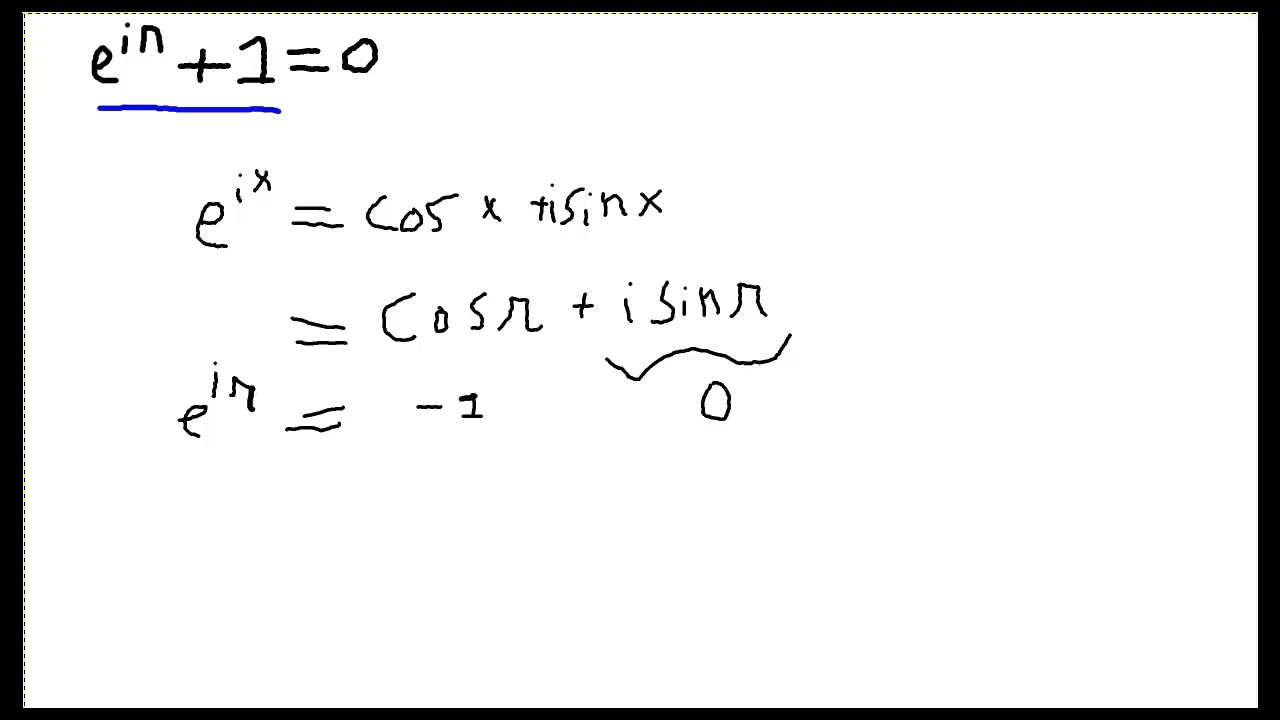 e^{iπ} + 1 = 0
e^{ix} = cos x + i sin x
= cos π + i sin π
0
e^{iπ} = -1